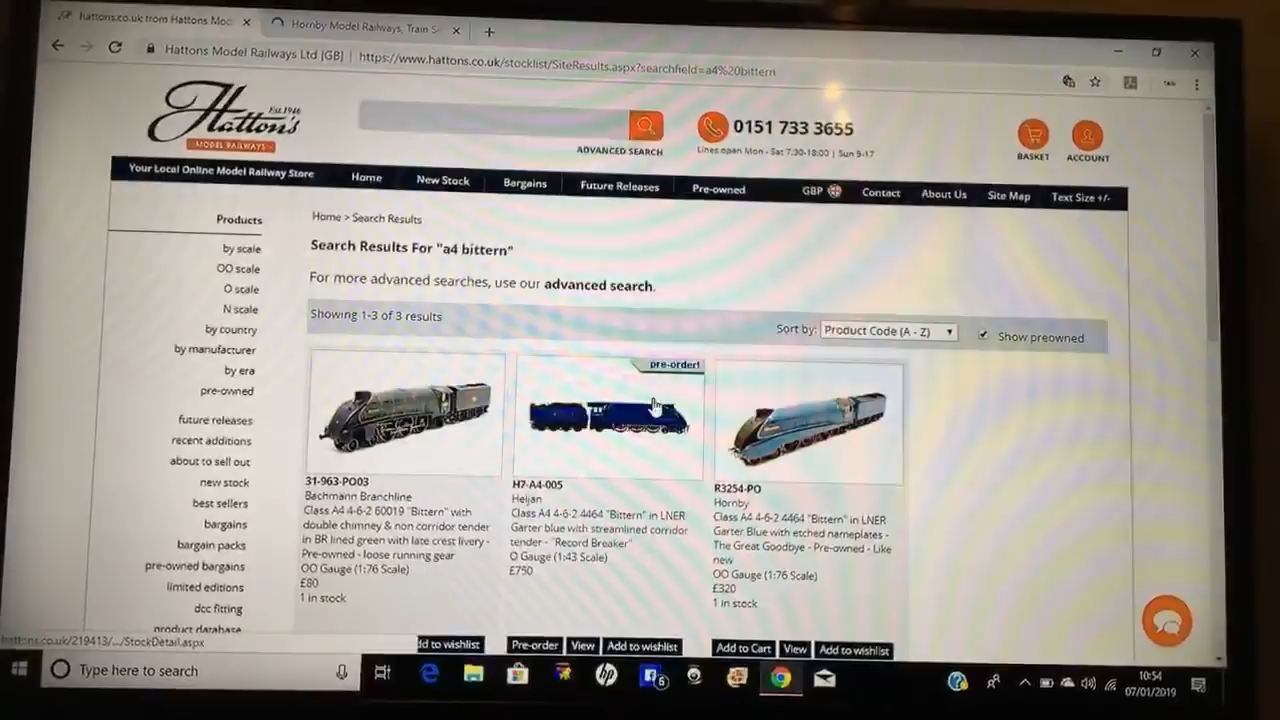 hattons.co.uk from Hattons Moc
Hornby Model Railways, Train S
Hattons Model Railways Ltd [GB]
https://www.hattons.co.uk/stocklist/SiteResults.aspx?searchfield=a4%20bittern
Est.1946
Hatton's
MODEL RAILWAYS
ADVANCED SEARCH
0151 733 3655
Lines open Mon - Sat 7:30-18:00 | Sun 9-17
BASKET
ACCOUNT
Your Local Online Model Railway Store
Home
New Stock
Bargains
Future Releases
Pre-owned
GBP
Contact
About Us
Site Map
Text Size +/-
Products
by scale
OO scale
O scale
N scale
by country
by manufacturer
by era
pre-owned
future releases
recent additions
about to sell out
new stock
best sellers
bargains
bargain packs
pre-owned bargains
limited editions
dcc fitting
product database
Home > Search Results
Search Results For "a4 bittern"
For more advanced searches, use our advanced search.
Showing 1-3 of 3 results
Sort by:
Product Code (A - Z)
Show preowned
31-963-PO03
Bachmann Branchline
Class A4 4-6-2 60019 "Bittern" with
double chimney & non corridor tender
in BR lined green with late crest livery -
Pre-owned - loose running gear
OO Gauge (1:76 Scale)
£80
1 in stock
dd to wishlist
pre-order!
H7-A4-005
Heljan
Class A4 4-6-2 4464 "Bittern" in LNER
Garter blue with streamlined corridor
tender - "Record Breaker"
O Gauge (1:43 Scale)
£750
Pre-order
View
Add to wishlist
R3254-PO
Hornby
Class A4 4-6-2 4464 "Bittern" in LNER
Garter Blue with etched nameplates -
The Great Goodbye - Pre-owned - Like
new
OO Gauge (1:76 Scale)
£320
1 in stock
Add to Cart
View
Add to wishlist
hattons.co.uk/219413/.../StockDetail.aspx
Type here to search
hp
6
10:54
07/01/2019